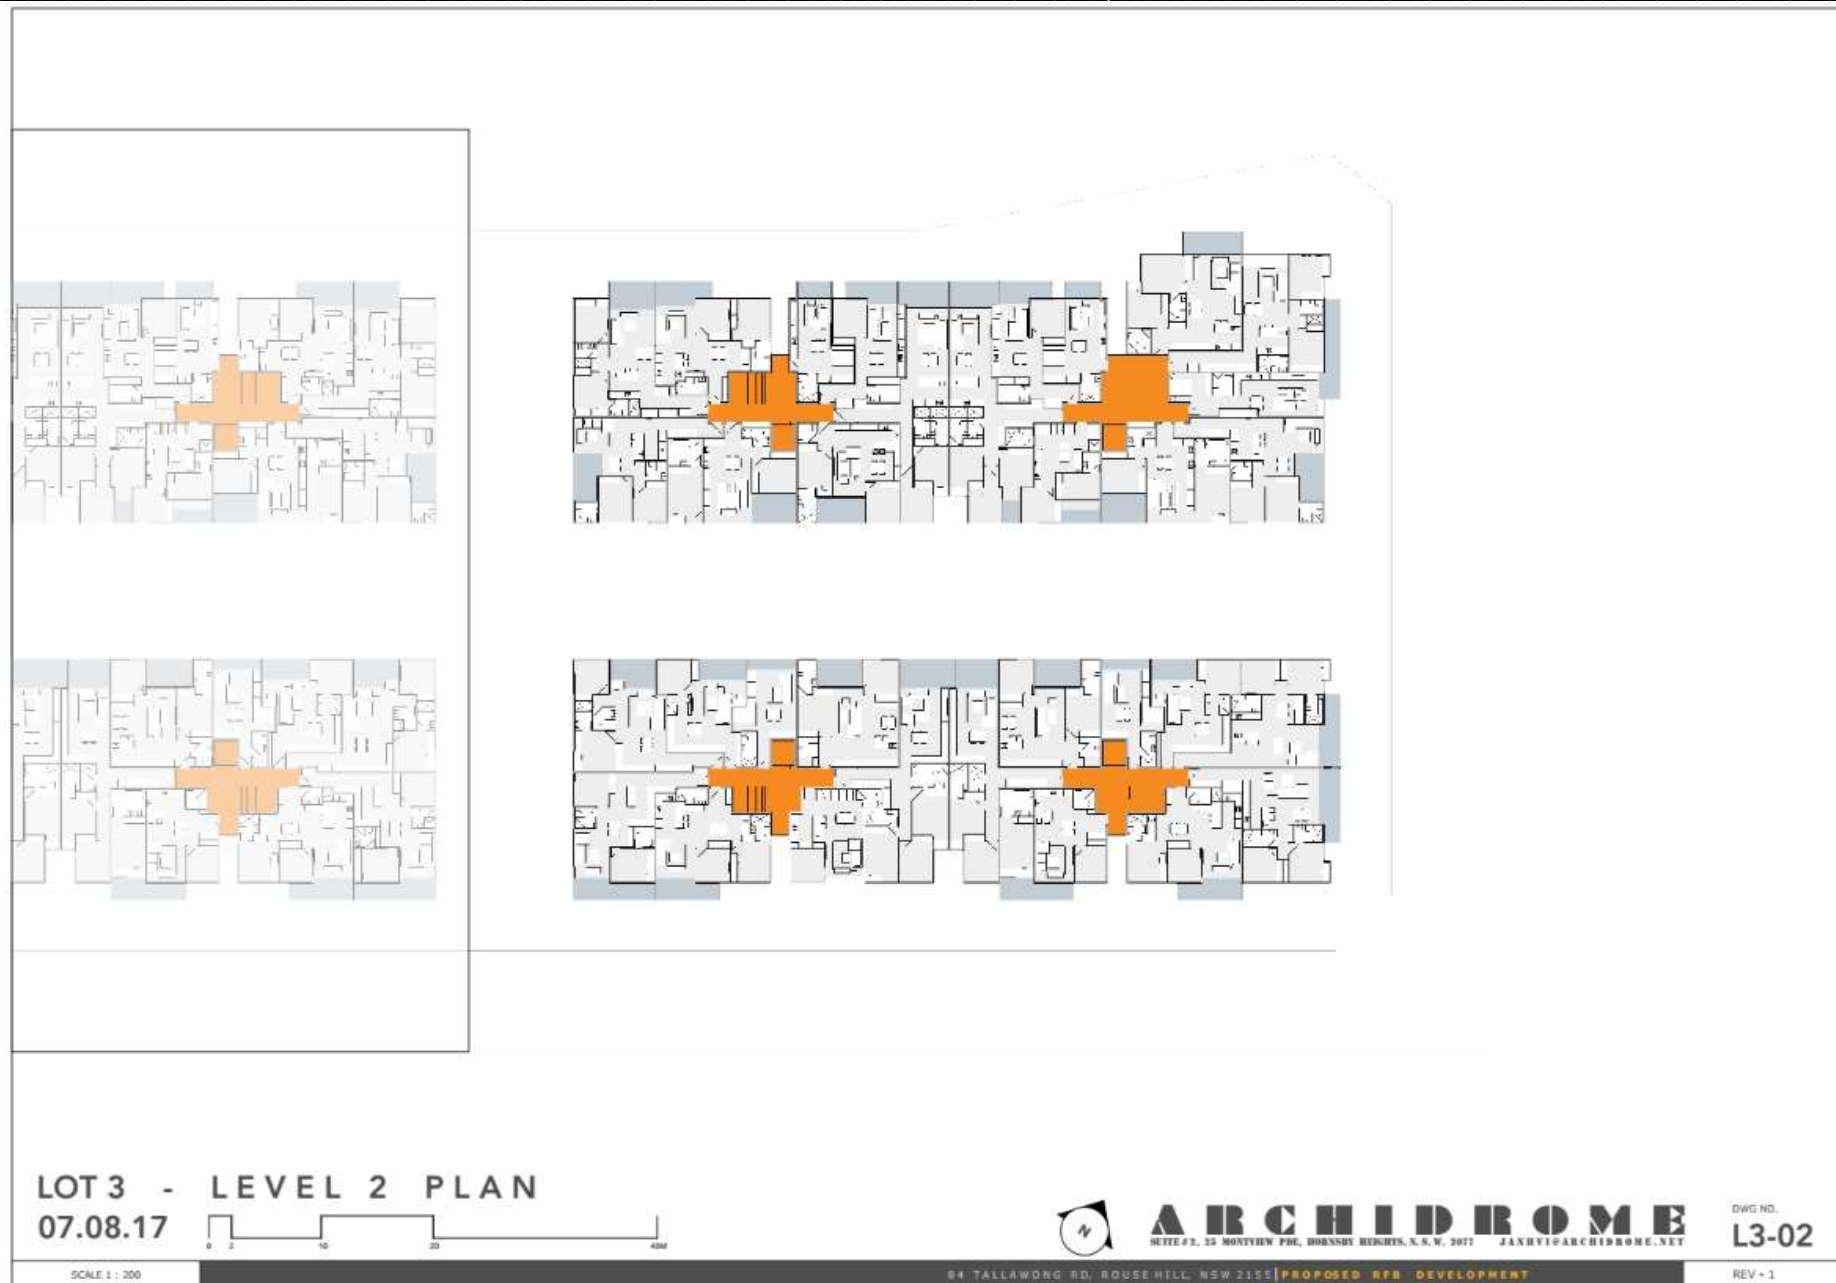 LOT 3 - LEVEL 2 PLAN
07.08.17
0 2 10 20 40M
SCALE 1 : 200
N
ARCHIDROME
SUITE # 2, 25 MONTVIEW PDE, HORNSBY HEIGHTS, N. S. W. 2077 JANHVI@ARCHIDROME.NET
DWG NO.
L3-02
84 TALLAWONG RD, ROUSE HILL, NSW 2155|PROPOSED RFB DEVELOPMENT
REV - 1